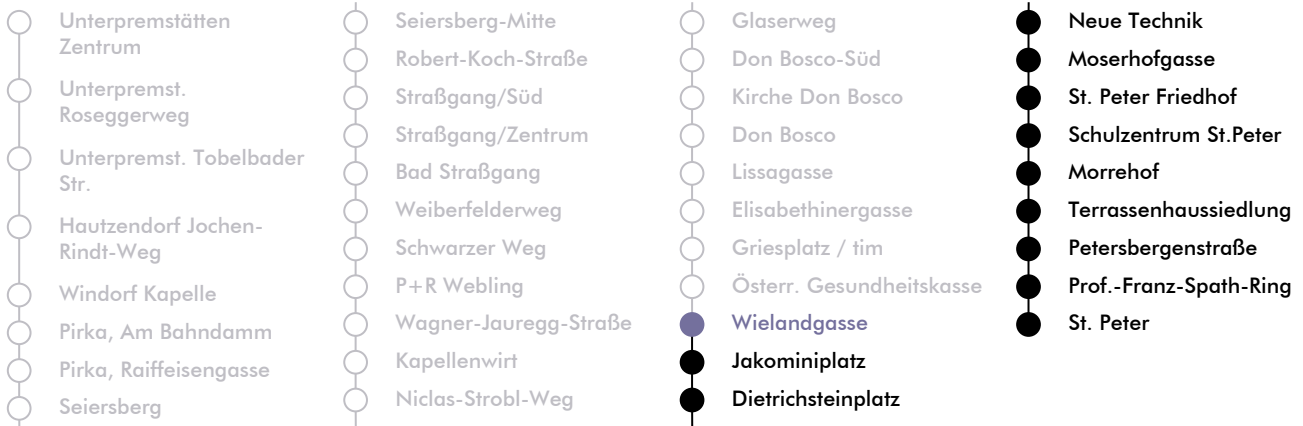 Unterpremstätten
Zentrum
Unterpremst.
Roseggerweg
Unterpremst. Tobelbader
Str.
Hautzendorf Jochen-
Rindt-Weg
Windorf Kapelle
Pirka, Am Bahndamm
Pirka, Raiffeisengasse
Seiersberg
Seiersberg-Mitte
Robert-Koch-Straße
Straßgang/Süd
Straßgang/Zentrum
Bad Straßgang
Weiberfelderweg
Schwarzer Weg
P+R Webling
Wagner-Jauregg-Straße
Kapellenwirt
Niclas-Strobl-Weg
Glaserweg
Don Bosco-Süd
Kirche Don Bosco
Don Bosco
Lissagasse
Elisabethinergasse
Griesplatz / tim
Österr. Gesundheitskasse
Wielandgasse
Jakominiplatz
Dietrichsteinplatz
Neue Technik
Moserhofgasse
St. Peter Friedhof
Schulzentrum St.Peter
Morrehof
Terrassenhaussiedlung
Petersbergenstraße
Prof.-Franz-Spath-Ring
St. Peter